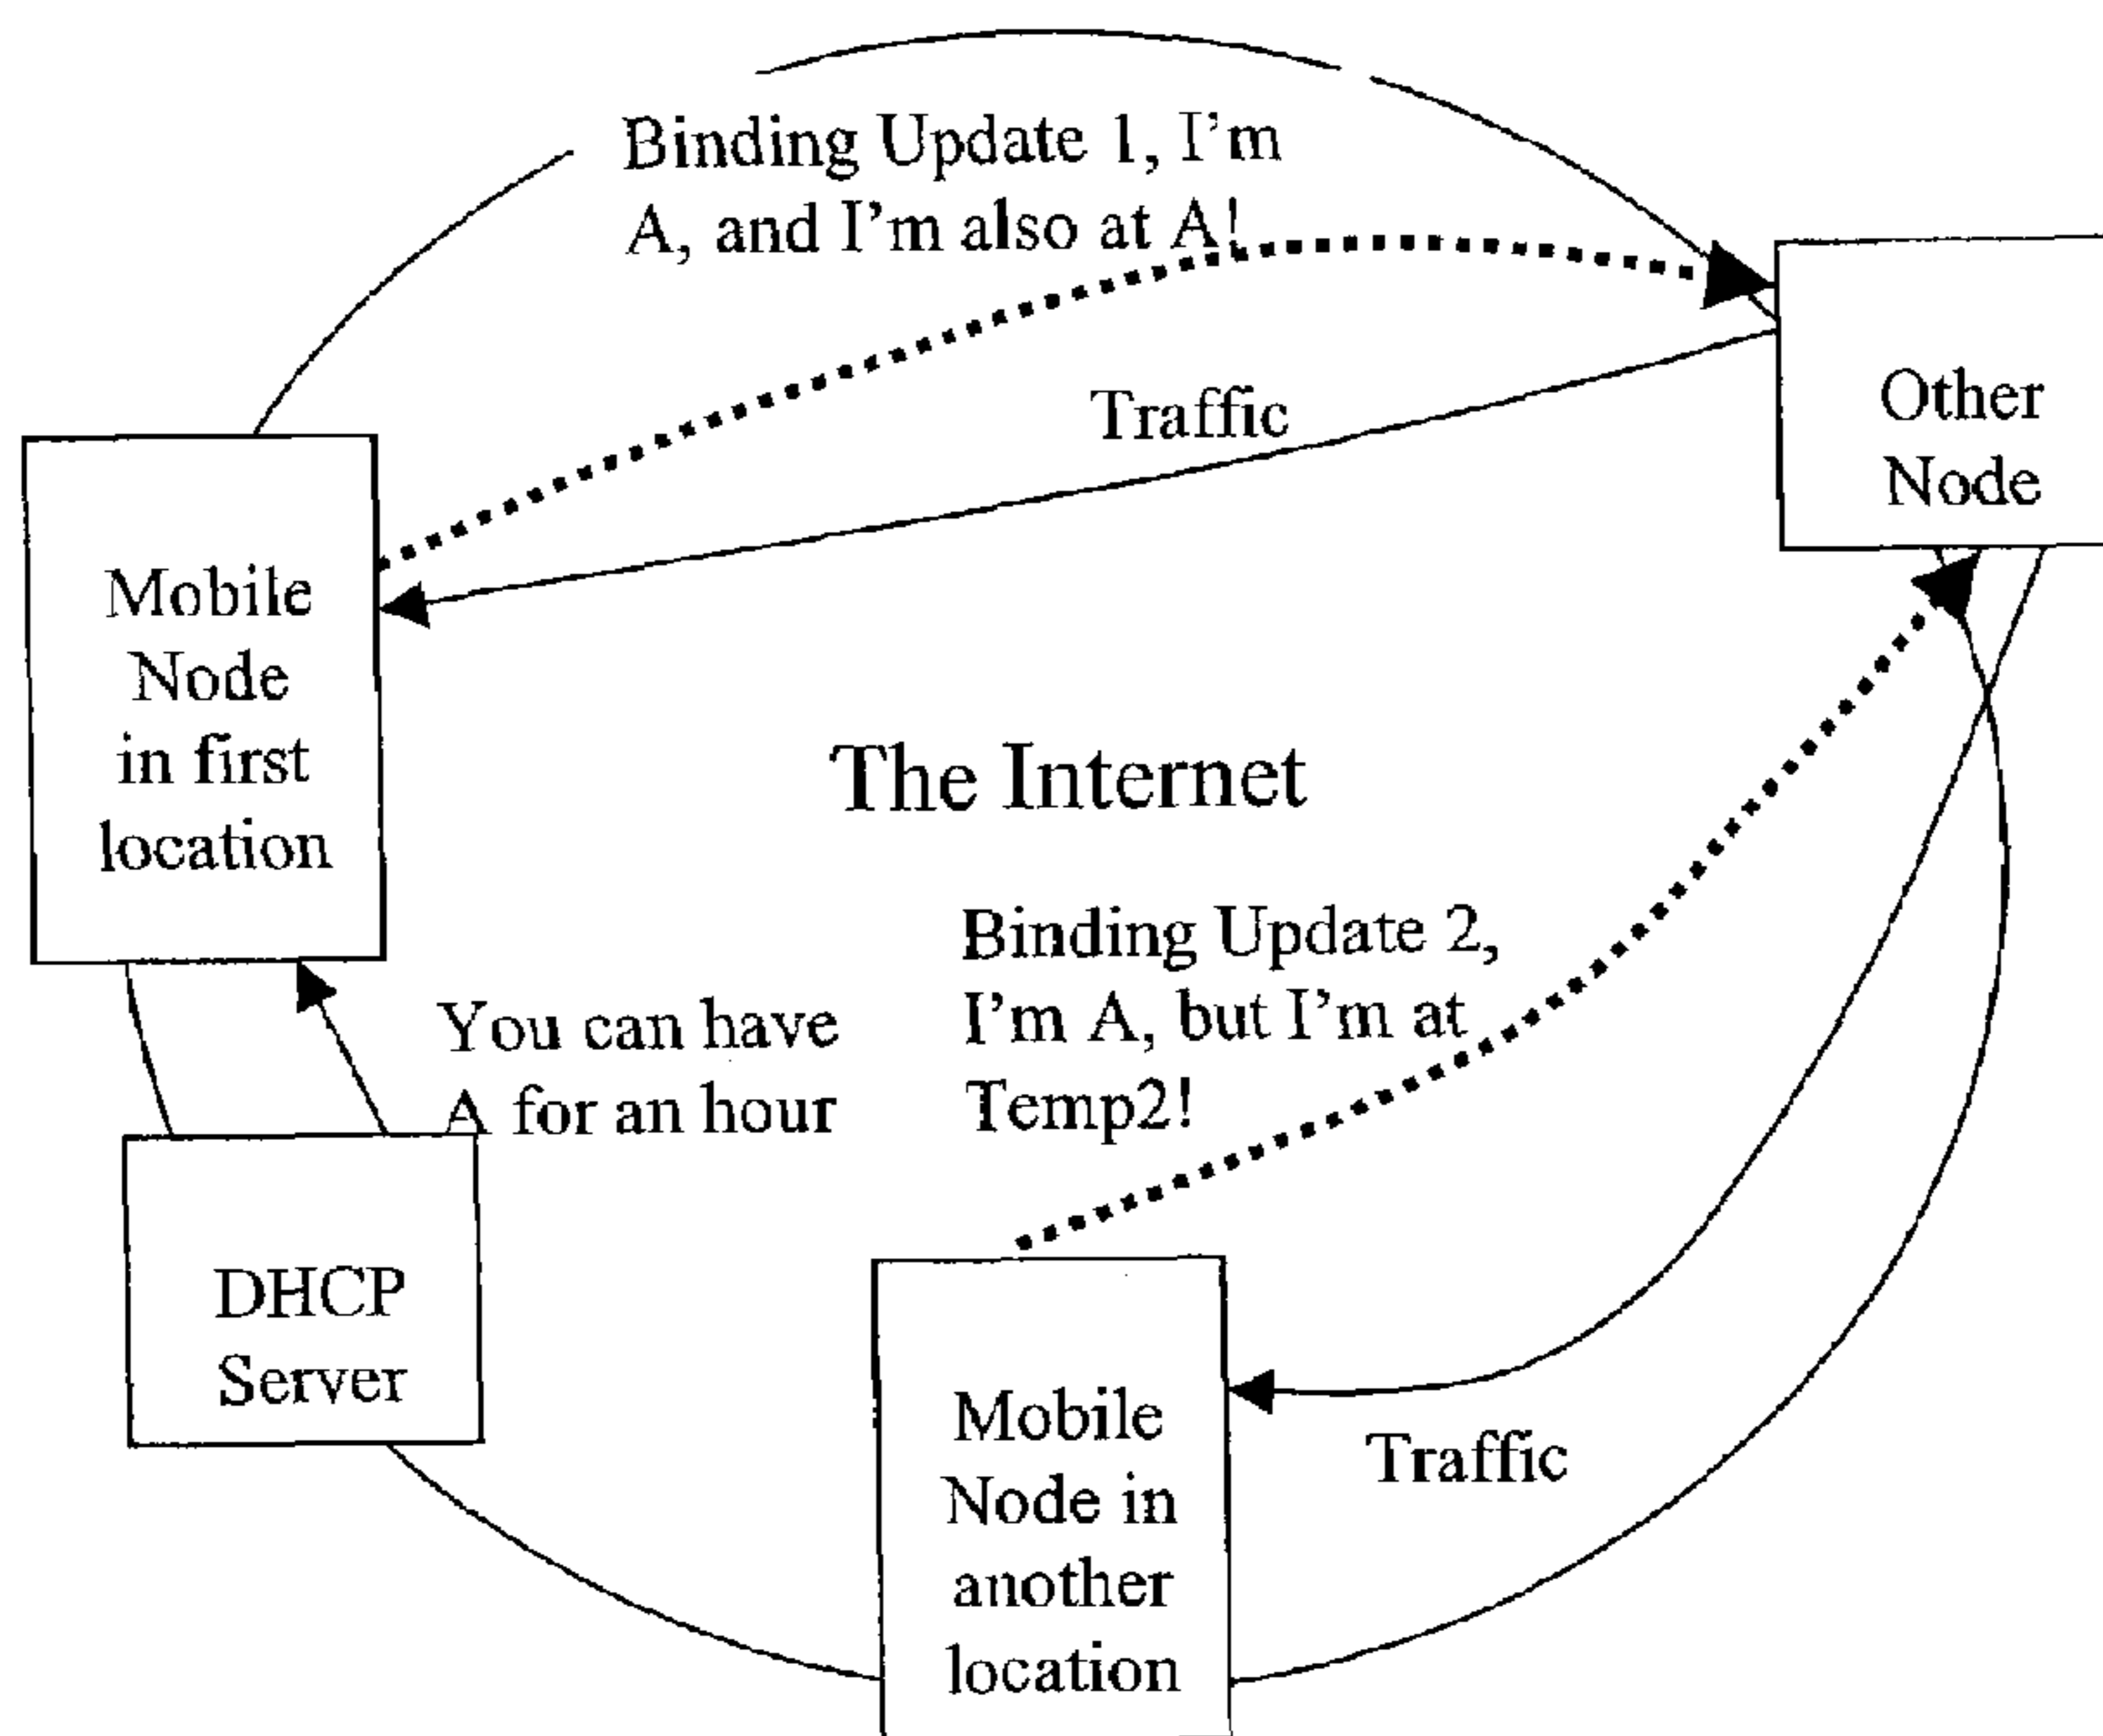 Binding Update 1, I'm
A, and I'm also at A!
Traffic
Other
Node
Mobile
Node
in first
location
The Internet
You can have
A for an hour
Binding Update 2,
I'm A, but I'm at
Temp2!
DHCP
Server
Mobile
Node in
another
location
Traffic